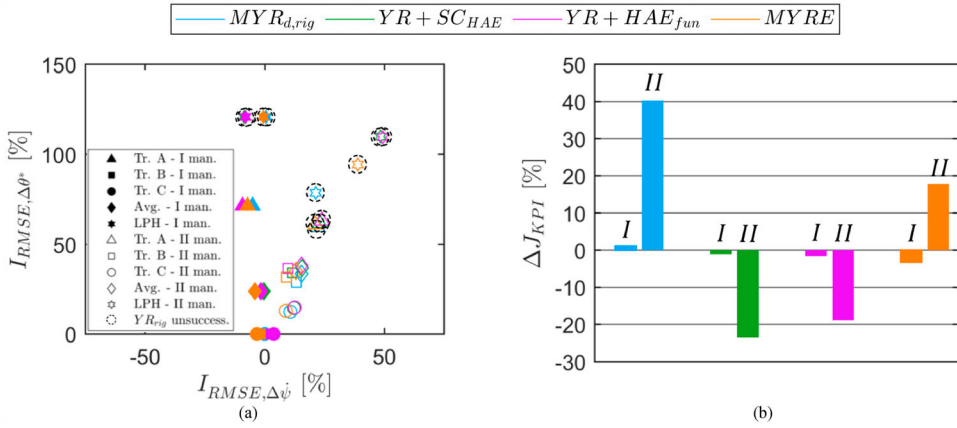 MYR_{d,rig} YR + SC_{HAE} YR + HAE_{fun} MYRE
150
100
50
0
-50 0 50
I_{RMSE,Δθ*} [%]
I_{RMSE,Δψ̇} [%]
Tr. A - I man.
Tr. B - I man.
Tr. C - I man.
Avg. - I man.
LPH - I man.
Tr. A - II man.
Tr. B - II man.
Tr. C - II man.
Avg. - II man.
LPH - II man.
YR_{rig} unsuccess.
(a)
50
40
30
20
10
0
-10
-20
-30
ΔJ_{KPI} [%]
I II I II I II I II
(b)